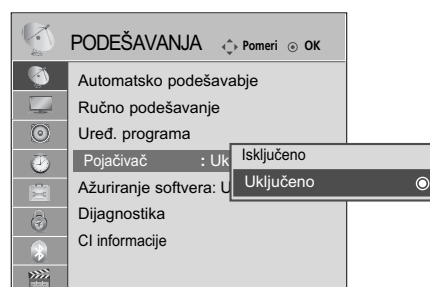 PODEŠAVANJA Pomeri OK
Automatsko podešavabje
Ručno podešavanje
Uređ. programa
Pojačivač : Uk
Isključeno
Uključeno
Ažuriranje softvera: U
Dijagnostika
CI informacije